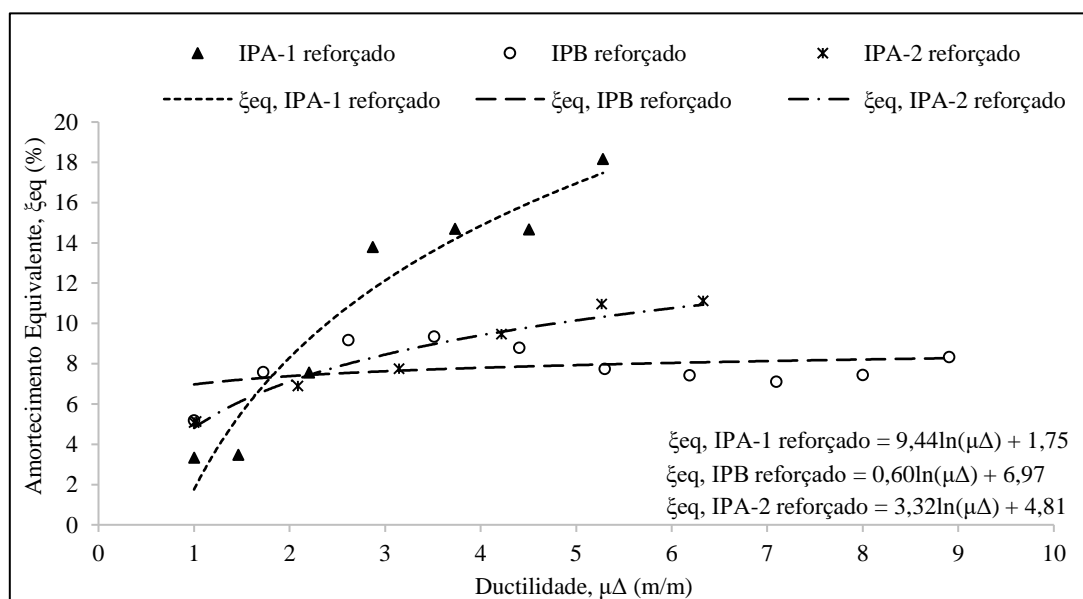 IPA-1 reforçado IPB reforçado IPA-2 reforçado
ξeq, IPA-1 reforçado ξeq, IPB reforçado ξeq, IPA-2 reforçado
Amortecimento Equivalente, ξeq (%)
20
18
16
14
12
10
8
6
4
2
0
ξeq, IPA-1 reforçado = 9,44ln(μΔ) + 1,75
ξeq, IPB reforçado = 0,60ln(μΔ) + 6,97
ξeq, IPA-2 reforçado = 3,32ln(μΔ) + 4,81
0 1 2 3 4 5 6 7 8 9 10
Ductilidade, μΔ (m/m)